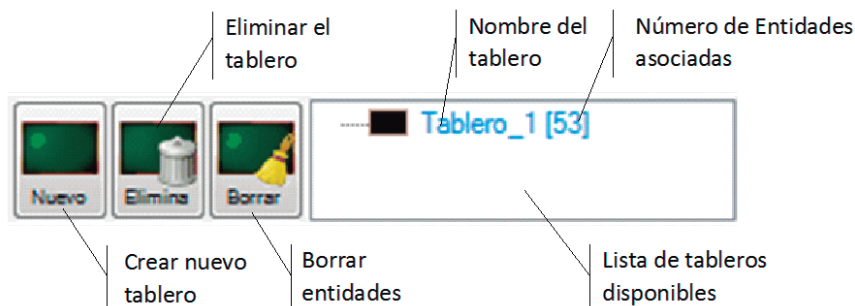 Eliminar el
tablero
Nombre del
tablero
Número de Entidades
asociadas
Tablero_1 [53]
Nuevo
Elimina
Borrar
Crear nuevo
tablero
Borrar
entidades
Lista de tableros
disponibles